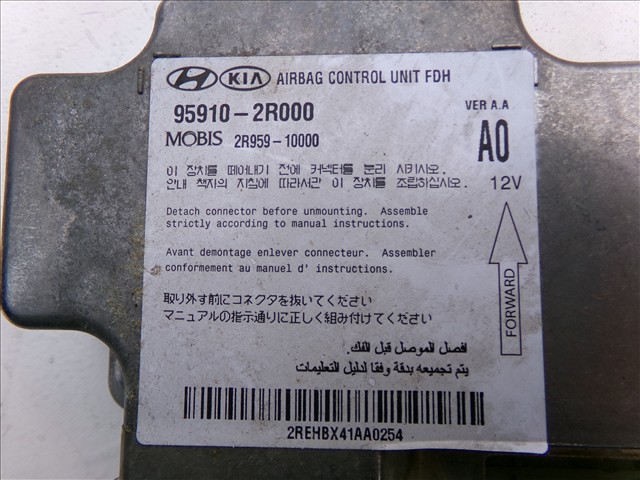 HYUNDAI KIA AIRBAG CONTROL UNIT FDH
95910-2R000 VER A.A
MOBIS 2R959-10000 A0
이 장치를 떼어내기 전에 커넥터를 분리 시키시오.
안내 책자의 지침에 따라서만 이 장치를 조립하십시오. 12V
Detach connector before unmounting. Assemble
strictly according to manual instructions.
Avant demontage enlever connecteur. Assembler
conformement au manuel d' instructions.
FORWARD
取り外す前にコネクタを抜いてください
マニュアルの指示通りに正しく組み付けてください
افصل الموصل قبل الفك.
يتم تجميعه بدقة وفقا لدليل التعليمات
2REHBX41AA0254